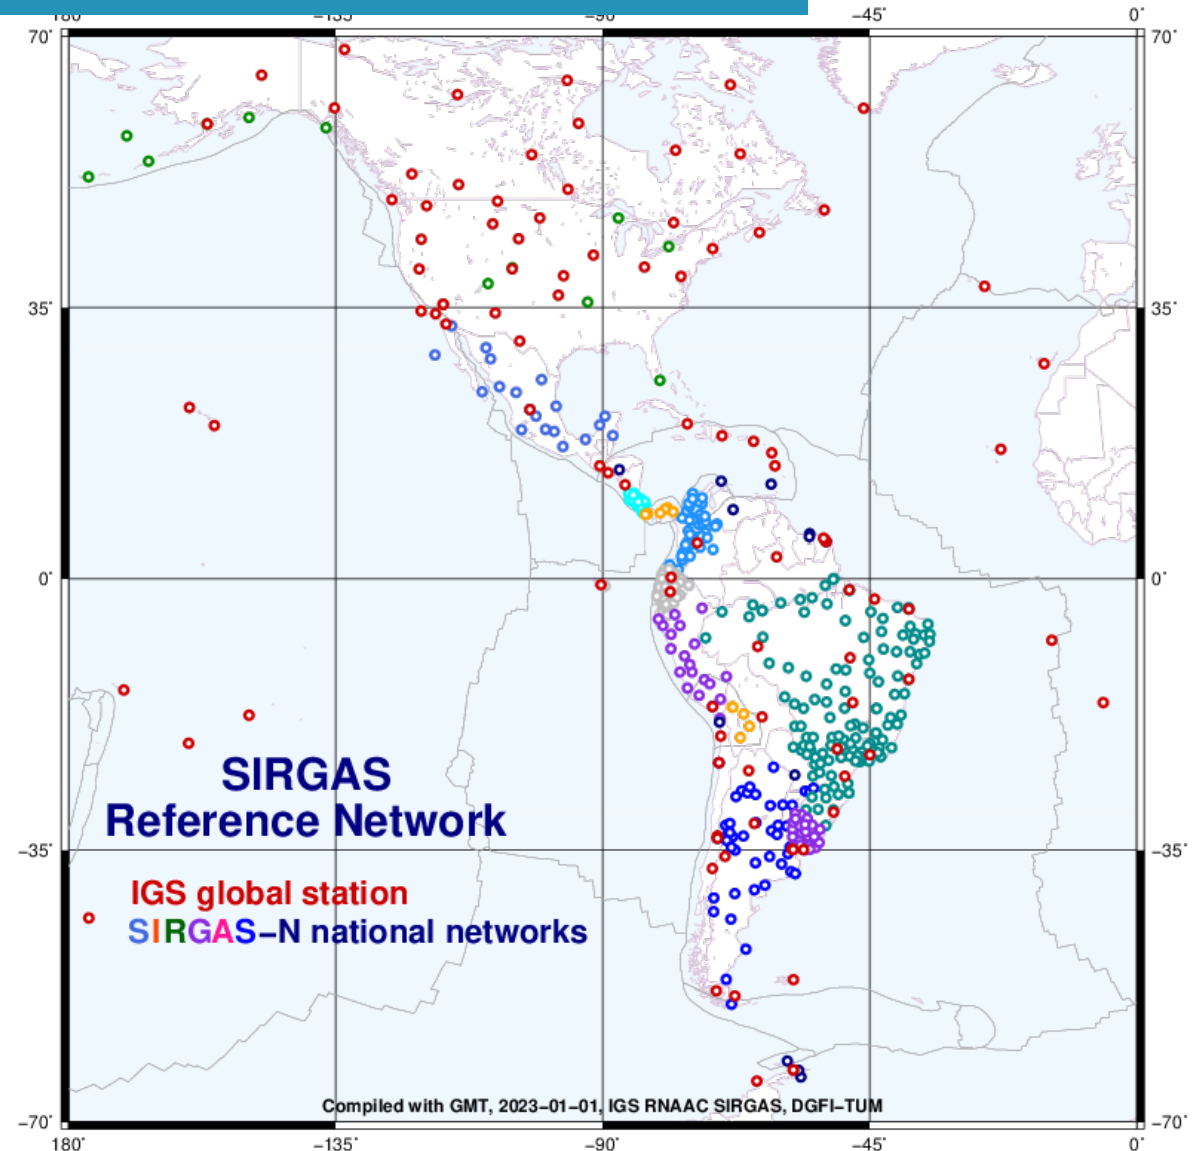 180° −135° −90° −45° 0°
70° 70°
35° 35°
0° 0°
SIRGAS
Reference Network
−35° −35°
IGS global station
SIRGAS−N national networks
Compiled with GMT, 2023−01−01, IGS RNAAC SIRGAS, DGFI−TUM
−70° −70°
180° −135° −90° −45° 0°